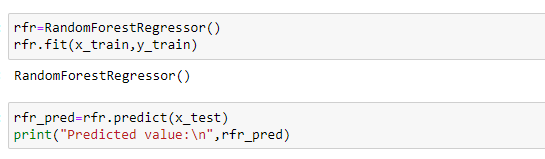 rfr=RandomForestRegressor()
rfr.fit(x_train,y_train)
RandomForestRegressor()
rfr_pred=rfr.predict(x_test)
print("Predicted value:\n",rfr_pred)